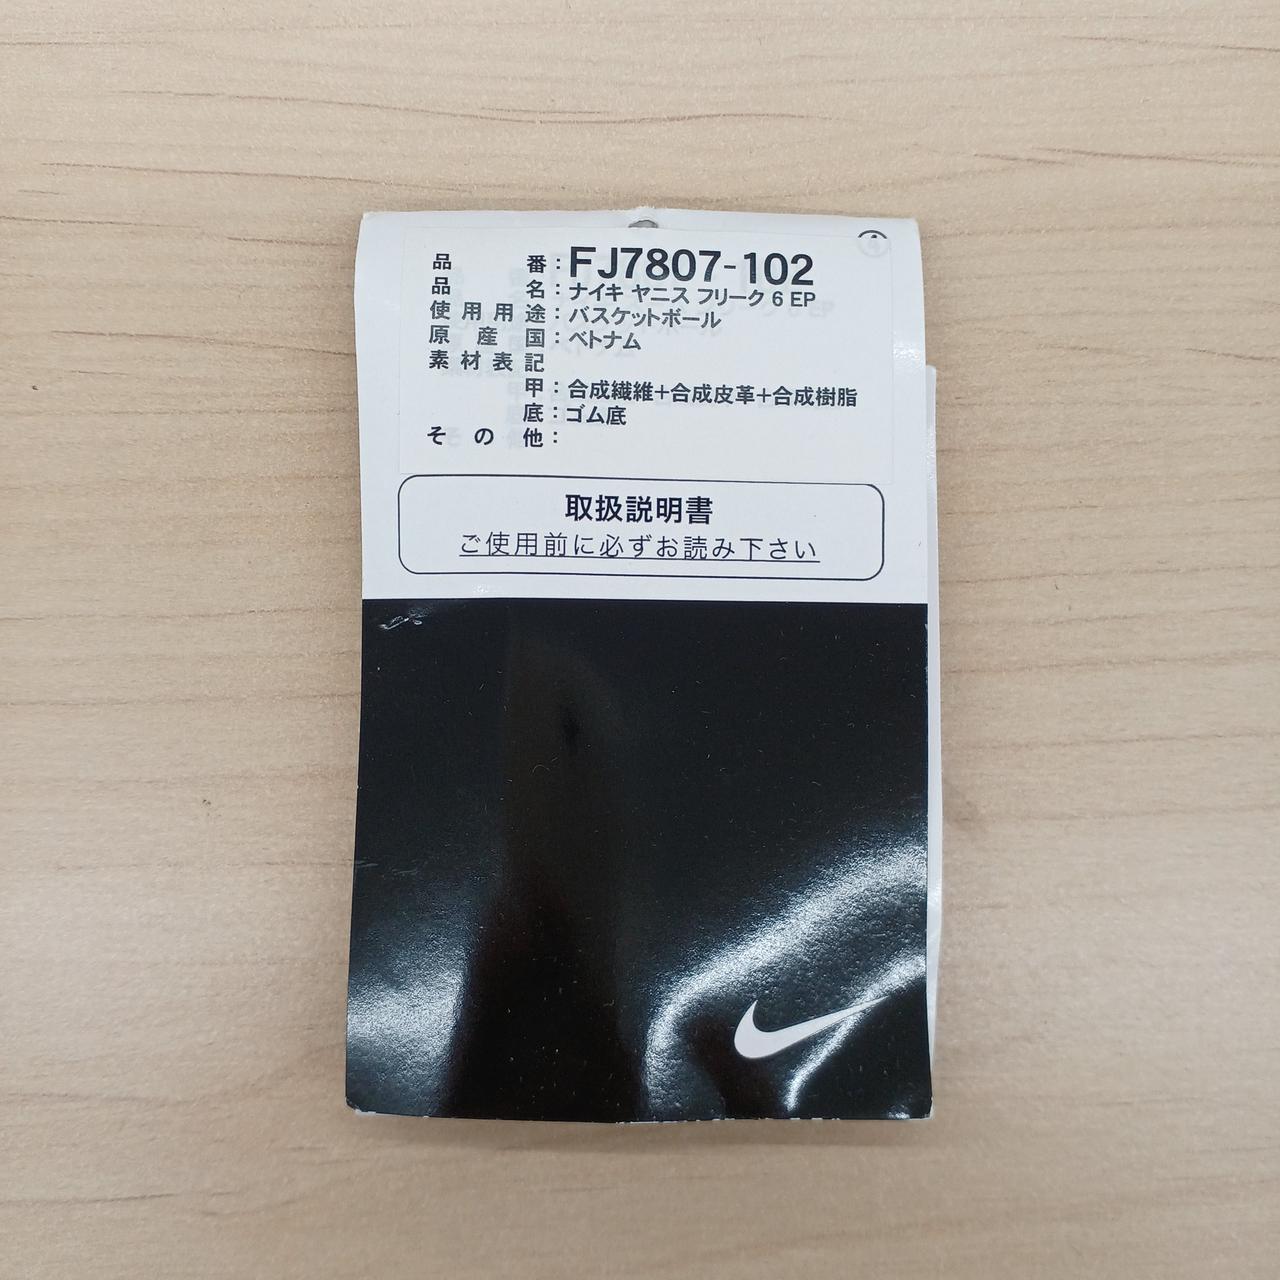 ④
品番：FJ7807-102
品名：ナイキ ヤニス フリーク 6 EP
使用用途：バスケットボール
原産国：ベトナム
素材表記
甲：合成繊維+合成皮革+合成樹脂
底：ゴム底
その他：
取扱説明書
ご使用前に必ずお読み下さい